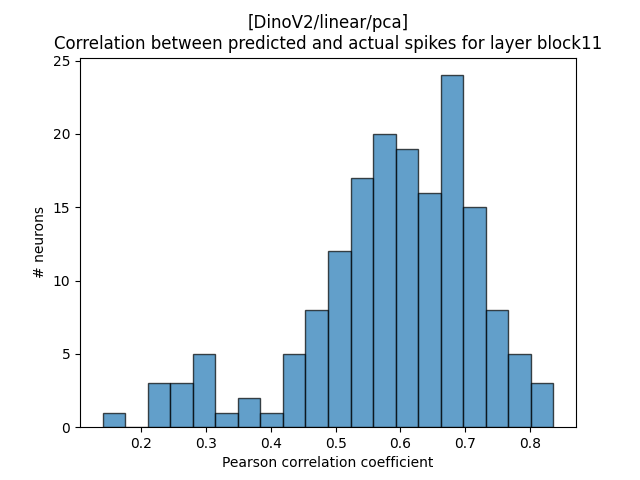 [DinoV2/linear/pca]
Correlation between predicted and actual spikes for layer block11
25
20
15
10
5
0
# neurons
0.2 0.3 0.4 0.5 0.6 0.7 0.8
Pearson correlation coefficient